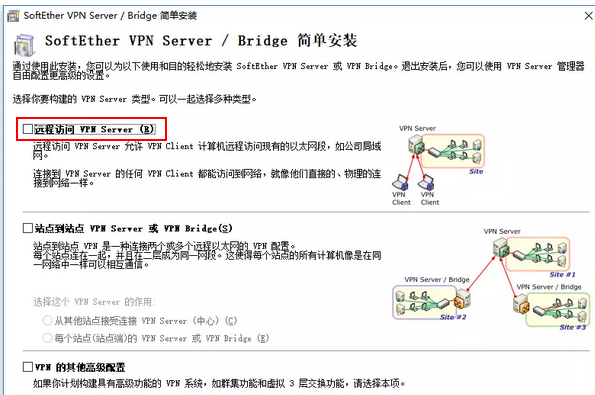 SoftEther VPN Server / Bridge 简单安装
SoftEther VPN Server / Bridge 简单安装
通过使用此安装，您可以为以下使用和目的轻松地安装 SoftEther VPN Server 或 VPN Bridge。退出安装后，您可以使用 VPN Server 管理器
自由配置更高级的设置。
选择你要构建的 VPN Server 类型。可以一起选择多种类型。
远程访问 VPN Server (R)
远程访问 VPN Server 允许 VPN Client 计算机远程访问现有的以太网段，如公司局域
网。
连接到 VPN Server 的任何 VPN Client 都能访问到网络，就像他们直接的、物理的连
接到网络一样。
VPN Server
Site
VPN
Client
VPN
Client
站点到站点 VPN Server 或 VPN Bridge(S)
站点到站点 VPN 是一种连接两个或多个远程以太网的 VPN 配置。
每个站点连在一起，并且在二层成为同一网段。这使得每个站点的所有计算机像是在同
一网络中一样可以相互通信。
选择这个 VPN Server 的作用:
从其他站点接受连接 VPN Server (中心) (C)
每个站点(站点端)的 VPN Server 或 VPN Bridge (E)
VPN Server
Site #1
VPN Server / Bridge
Site #2
VPN Server / Bridge
Site #3
VPN 的其他高级配置
如果你计划构建具有高级功能的 VPN 系统，如群集功能和虚拟 3 层交换功能，请选择本项。